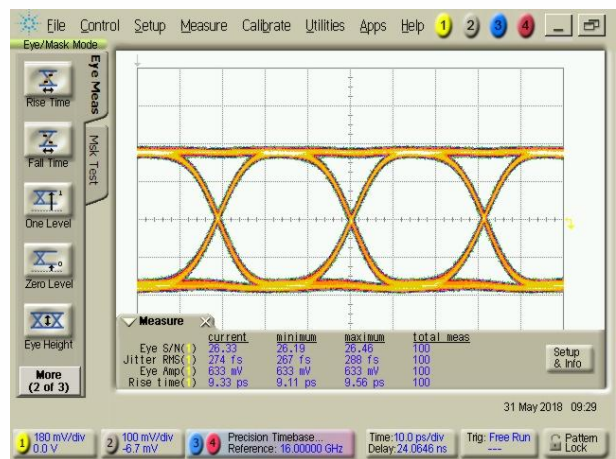 File Control Setup Measure Calibrate Utilities Apps Help 1 2 3 4
Eye/Mask Mode
Eye Meas
Msk Test
Rise Time
Fall Time
One Level
Zero Level
Eye Height
More
(2 of 3)
Measure
current minimum maximum total meas
Eye S/N(1) 26.33 26.19 26.46 100
Jitter RMS(1) 274 fs 267 fs 288 fs 100
Eye Amp(1) 633 mV 633 mV 633 mV 100
Rise time(1) 9.33 ps 9.11 ps 9.56 ps 100
Setup
& Info
31 May 2018 09:29
1 180 mV/div
0.0 V
2 100 mV/div
-6.7 mV
3 4 Precision Timebase...
Reference: 16.00000 GHz
Time:10.0 ps/div
Delay:24.0646 ns
Trig: Free Run
---
Pattern
Lock